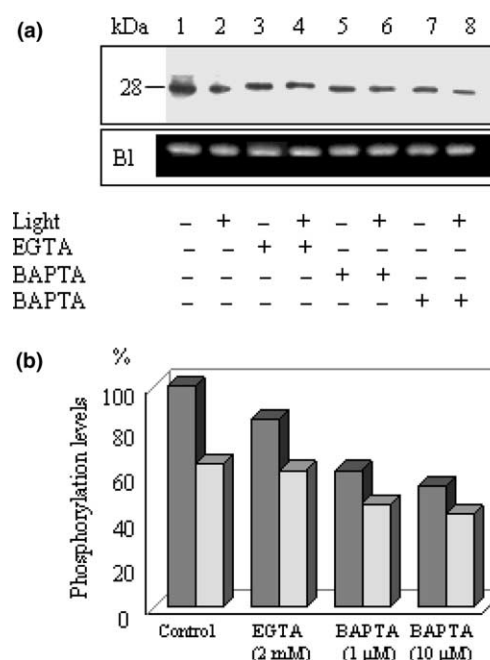 (a) kDa 1 2 3 4 5 6 7 8
28
Bl
Light – + – + – + – +
EGTA – – + + – – – –
BAPTA – – – – + + – –
BAPTA – – – – – – + +
(b) %
100
80
60
40
20
0
Phosphorylation levels
Control EGTA BAPTA BAPTA
(2 mM) (1 µM) (10 µM)